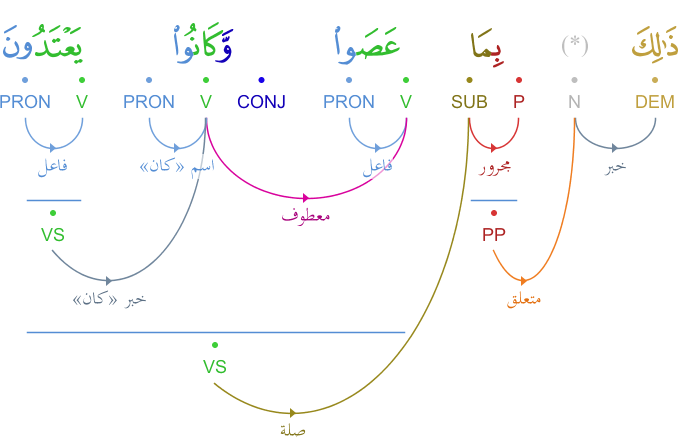 ذَٰلِكَ (*) بِمَا عَصَوا۟ وَّكَانُوا۟ يَعْتَدُونَ
DEM N P SUB V PRON CONJ V PRON V PRON
خبر مجرور فاعل اسم «كان» فاعل
معطوف
PP VS
متعلق خبر «كان»
VS
صلة